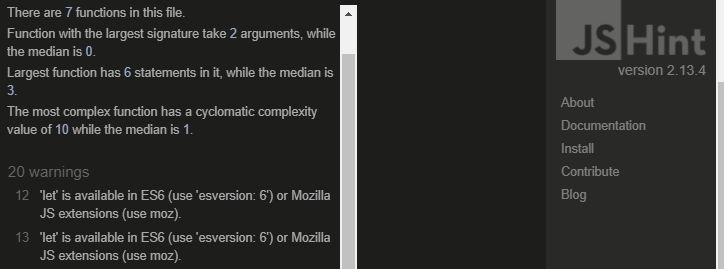 There are 7 functions in this file.
Function with the largest signature take 2 arguments, while
the median is 0.
Largest function has 6 statements in it, while the median is
3.
The most complex function has a cyclomatic complexity
value of 10 while the median is 1.
20 warnings
12 'let' is available in ES6 (use 'esversion: 6') or Mozilla
JS extensions (use moz).
13 'let' is available in ES6 (use 'esversion: 6') or Mozilla
JS extensions (use moz).
JSHint
version 2.13.4
About
Documentation
Install
Contribute
Blog